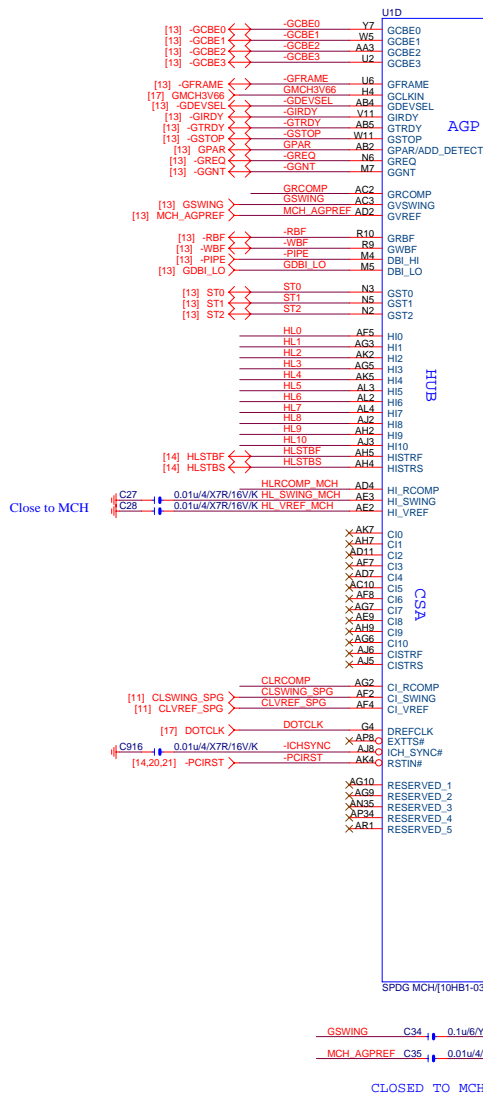 U1D
[13] -GCBE0 -GCBE0 Y7 GCBE0
[13] -GCBE1 -GCBE1 W5 GCBE1
[13] -GCBE2 -GCBE2 AA3 GCBE2
[13] -GCBE3 -GCBE3 U2 GCBE3
[13] -GFRAME -GFRAME U6 GFRAME
[17] GMCH3V66 GMCH3V66 H4 GCLKIN
[13] -GDEVSEL -GDEVSEL AB4 GDEVSEL
[13] -GIRDY -GIRDY V11 GIRDY
[13] -GTRDY -GTRDY AB5 GTRDY
AGP
[13] -GSTOP -GSTOP W11 GSTOP
[13] GPAR GPAR AB2 GPAR/ADD_DETECT
[13] -GREQ -GREQ N6 GREQ
[13] -GGNT -GGNT M7 GGNT
GRCOMP AC2 GRCOMP
[13] GSWING GSWING AC3 GVSWING
[13] MCH_AGPREF MCH_AGPREF AD2 GVREF
[13] -RBF -RBF R10 GRBF
[13] -WBF -WBF R9 GWBF
[13] -PIPE -PIPE M4 DBI_HI
[13] GDBI_LO GDBI_LO M5 DBI_LO
[13] ST0 ST0 N3 GST0
[13] ST1 ST1 N5 GST1
[13] ST2 ST2 N2 GST2
HL0 AF5 HI0
HL1 AG3 HI1
HL2 AK2 HI2
HL3 AG5 HI3
HL4 AK5 HI4
HL5 AL3 HI5
HUB
HL6 AL2 HI6
HL7 AL4 HI7
HL8 AJ2 HI8
HL9 AH2 HI9
HL10 AJ3 HI10
[14] HLSTBF HLSTBF AH5 HISTRF
[14] HLSTBS HLSTBS AH4 HISTRS
HLRCOMP_MCH AD4 HI_RCOMP
C27 0.01u/4/X7R/16V/K HL_SWING_MCH AE3 HI_SWING
Close to MCH
C28 0.01u/4/X7R/16V/K HL_VREF_MCH AE2 HI_VREF
AK7 CI0
AH7 CI1
AD11 CI2
AF7 CI3
AD7 CI4
AC10 CI5
AF8 CI6
CSA
AG7 CI7
AE9 CI8
AH9 CI9
AG6 CI10
AJ6 CISTRF
AJ5 CISTRS
CLRCOMP AG2 CI_RCOMP
[11] CLSWING_SPG CLSWING_SPG AF2 CI_SWING
[11] CLVREF_SPG CLVREF_SPG AF4 CI_VREF
[17] DOTCLK DOTCLK G4 DREFCLK
AP8 EXTTS#
C916 0.01u/4/X7R/16V/K -ICHSYNC AJ8 ICH_SYNC#
[14,20,21] -PCIRST -PCIRST AK4 RSTIN#
AG10 RESERVED_1
AG9 RESERVED_2
AN35 RESERVED_3
AP34 RESERVED_4
AR1 RESERVED_5
SPDG MCH/[10HB1-03
GSWING C34 0.1u/6/Y
MCH_AGPREF C35 0.01u/4/
CLOSED TO MCH